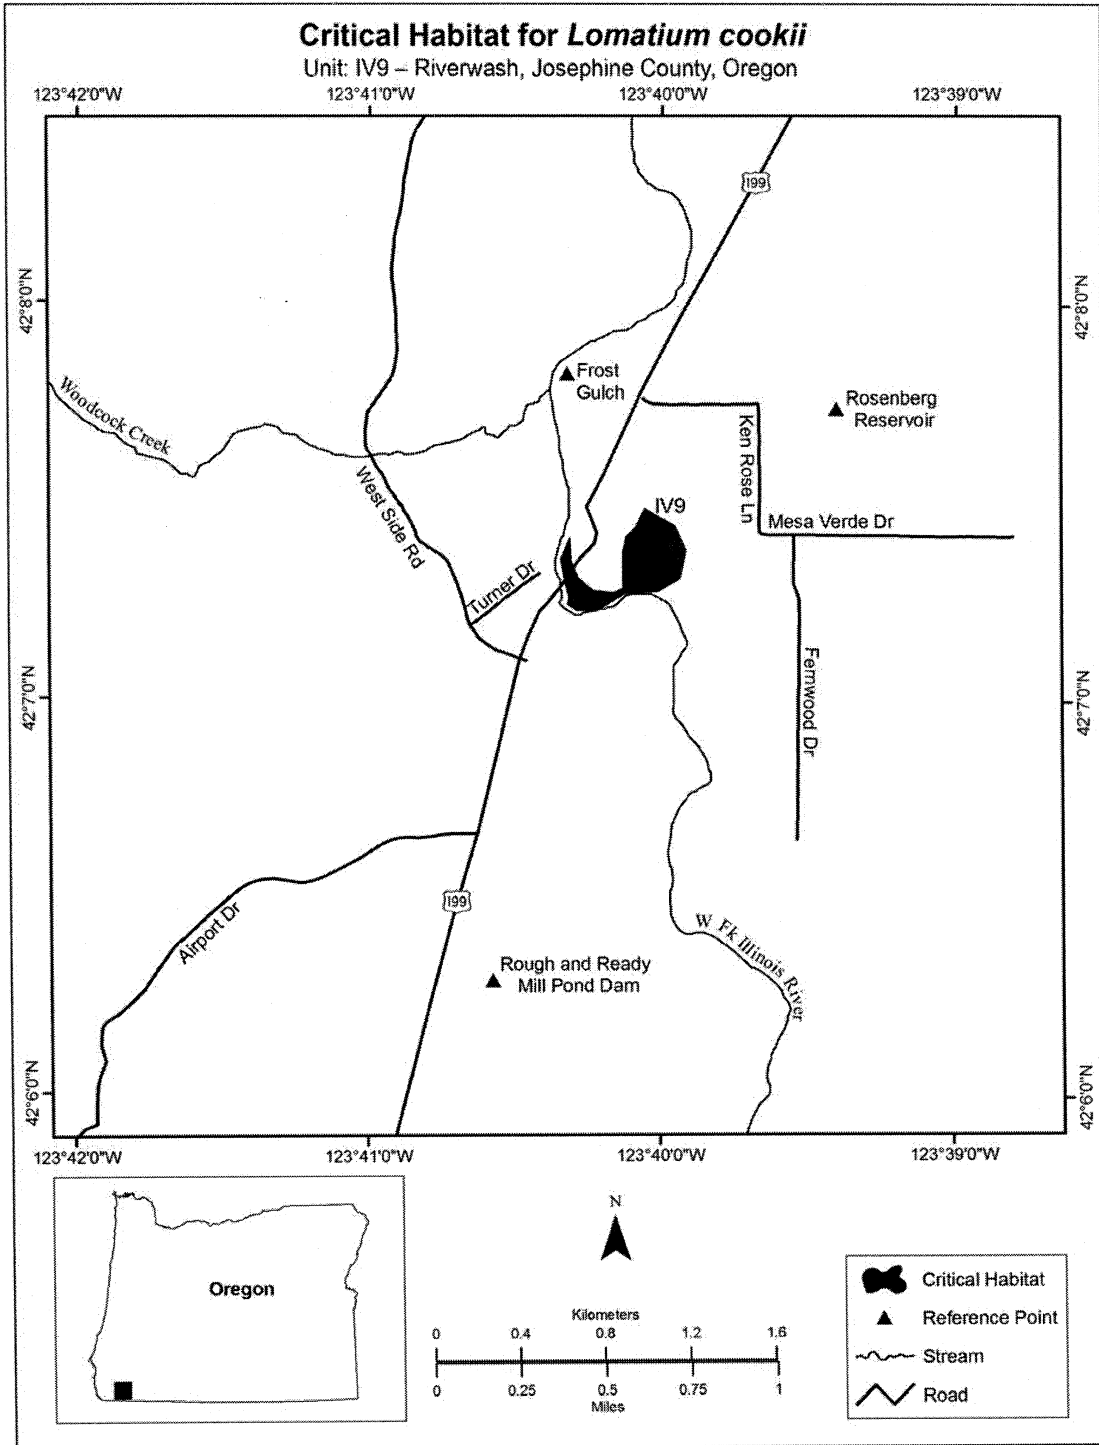 Critical Habitat for Lomatium cookii
Unit: IV9 – Riverwash, Josephine County, Oregon
123°42'0"W
123°41'0"W
123°40'0"W
123°39'0"W
199
42°8'0"N
42°8'0"N
Frost
Gulch
Woodcock Creek
Rosenberg
Reservoir
Ken Rose Ln
West Side Rd
IV9
Mesa Verde Dr
Turner Dr
Fernwood Dr
42°7'0"N
42°7'0"N
199
Airport Dr
W Fk Illinois River
Rough and Ready
Mill Pond Dam
42°6'0"N
42°6'0"N
123°42'0"W
123°41'0"W
123°40'0"W
123°39'0"W
Oregon
N
Kilometers
0 0.4 0.8 1.2 1.6
0 0.25 0.5 0.75 1
Miles
Critical Habitat
Reference Point
Stream
Road